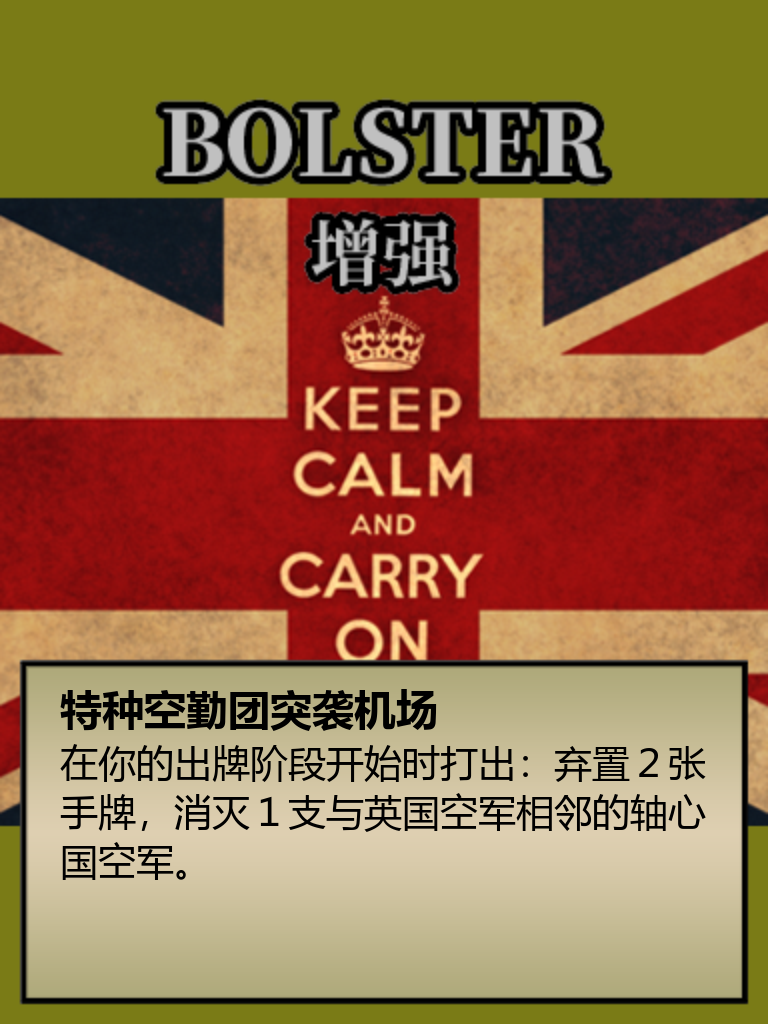 BOLSTER
增强
KEEP
CALM
AND
CARRY
ON
特种空勤团突袭机场
在你的出牌阶段开始时打出：弃置2张
手牌，消灭1支与英国空军相邻的轴心
国空军。